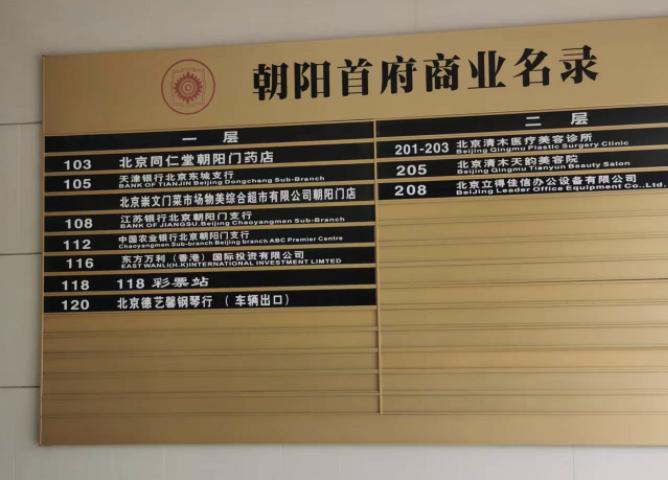 朝阳首府商业名录
一 层
103 北京同仁堂朝阳门药店
105 天津银行北京东城支行
BANK OF TIANJIN Beijing Dongcheng Sub-Branch
北京崇文门菜市场物美综合超市有限公司朝阳门店
108 江苏银行北京朝阳门支行
BANK OF JIANGSU.Beijing Chaoyangmen Sub-Branch
112 中国农业银行北京朝阳门支行
Chaoyangmen Sub-branch Beijing branch ABC Premier Centre
116 东方万利（香港）国际投资有限公司
EAST WANLI(H.K)INTERNATIONAL INVESTMENT LIMTED
118 118 彩票站
120 北京德艺馨钢琴行 （ 车辆出口）
二 层
201-203 北京清木医疗美容诊所
Beijing Qingmu Plastic Surgery Clinic
205 北京清木天韵美容院
Beijing Qingmu Tianyun Beauty Salon
208 北京立得佳信办公设备有限公司
BeiJing Leader Office Equipment Co.,Ltd.